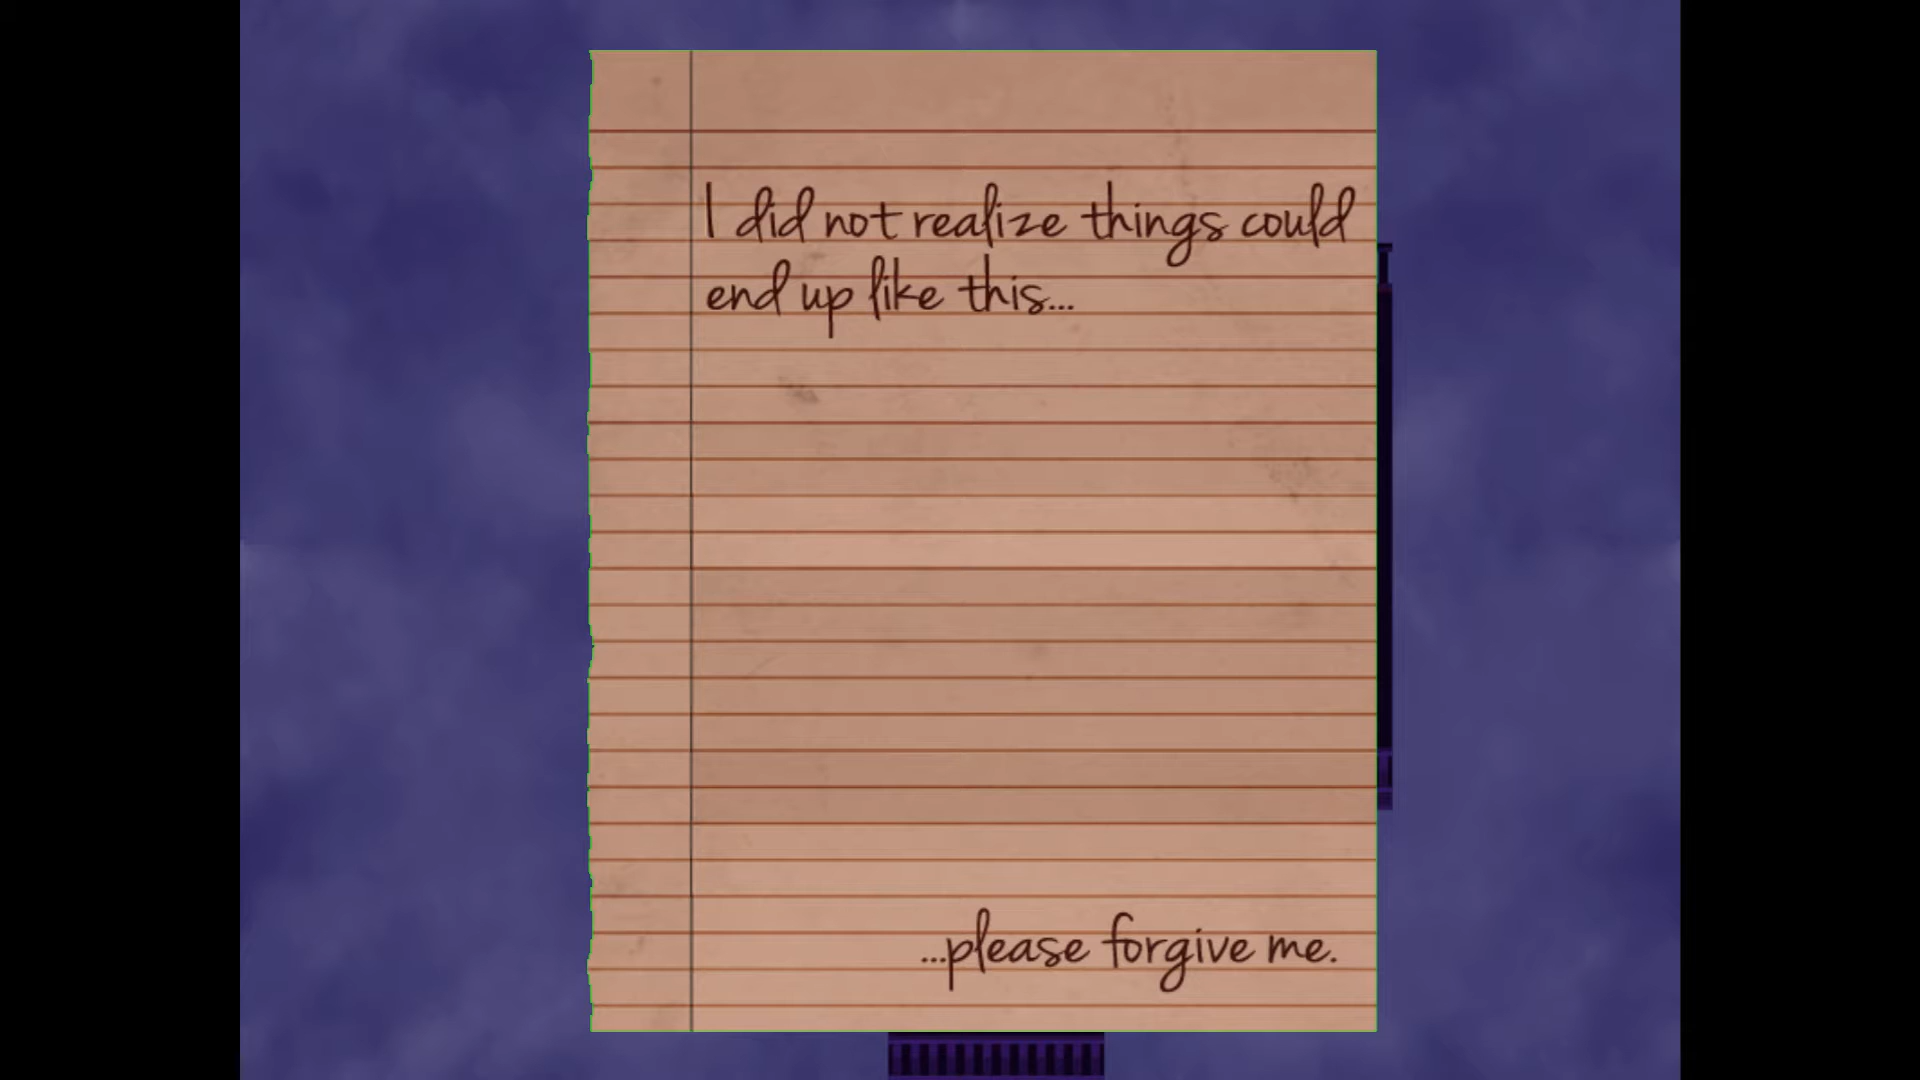 I did not realize things could
end up like this...
...please forgive me.